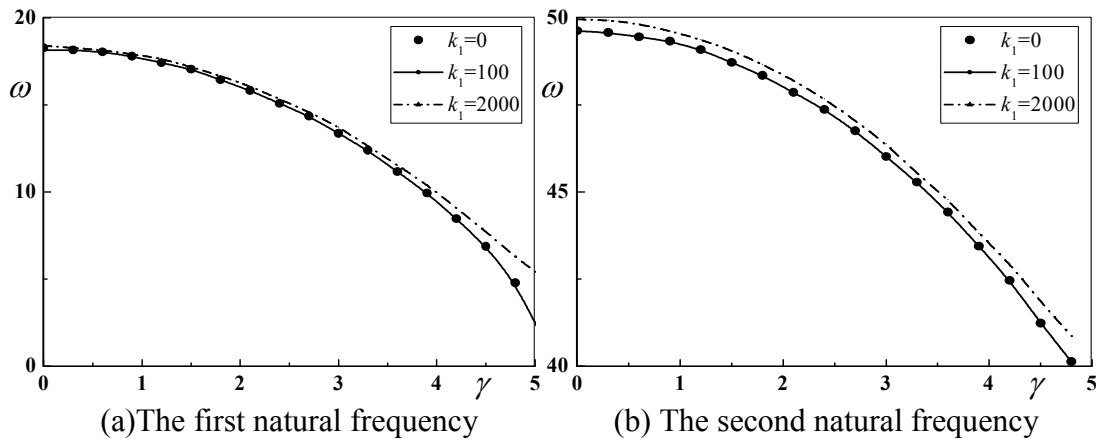 20
10
0
ω
0
1
2
3
4
5
γ
k1=0
k1=100
k1=2000
(a)The first natural frequency
50
45
40
ω
0
1
2
3
4
5
γ
k1=0
k1=100
k1=2000
(b) The second natural frequency